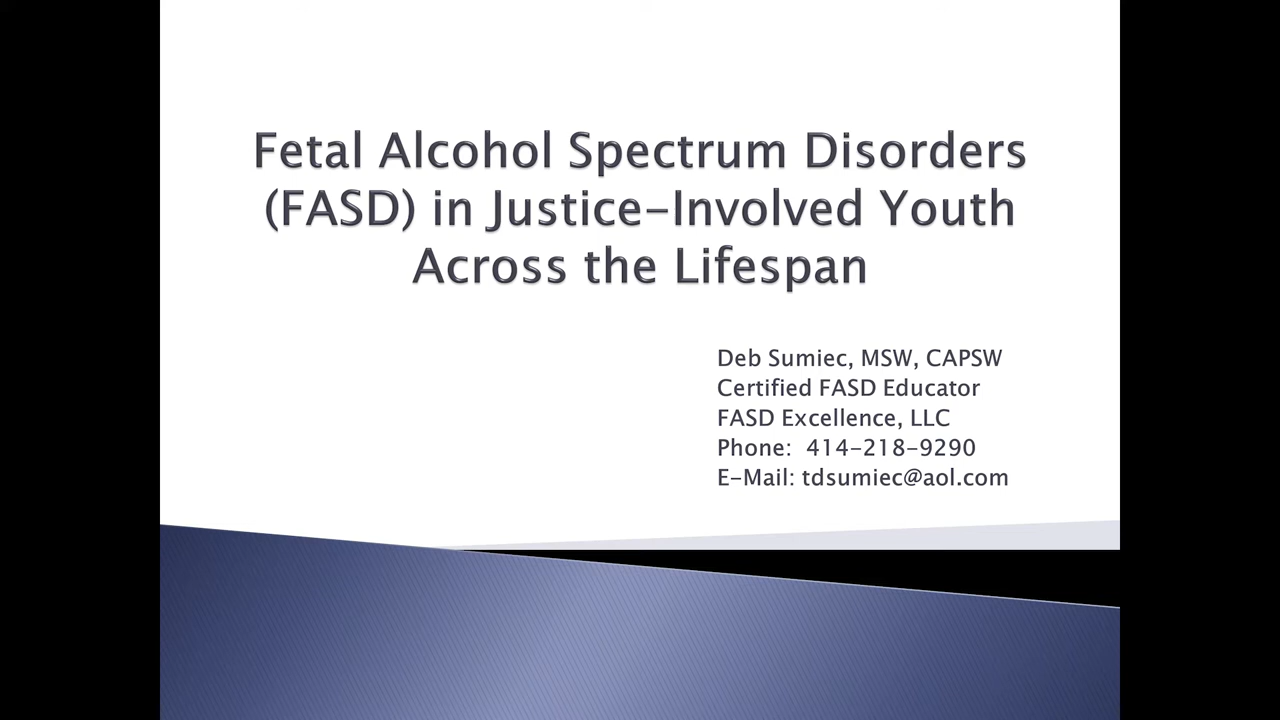 Fetal Alcohol Spectrum Disorders
(FASD) in Justice-Involved Youth
Across the Lifespan
Deb Sumiec, MSW, CAPSW
Certified FASD Educator
FASD Excellence, LLC
Phone:  414-218-9290
E-Mail: tdsumiec@aol.com